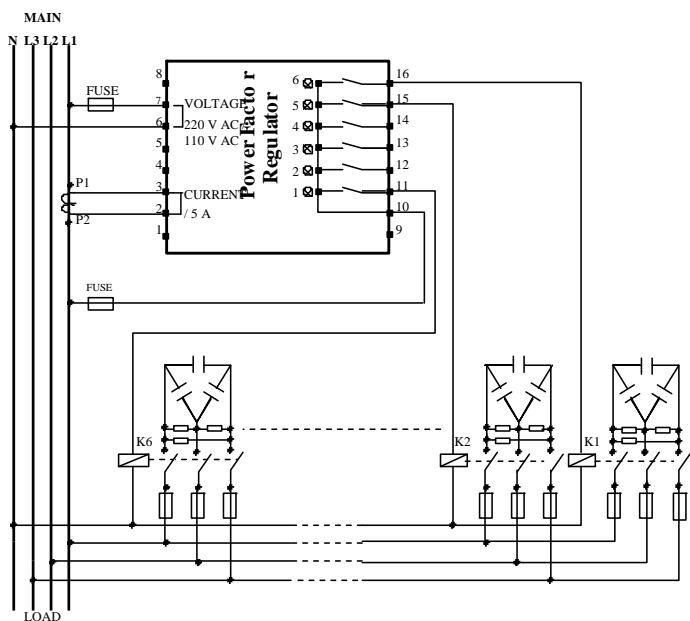 MAIN
N L3 L2 L1
FUSE
8
7
6
5
4
3
2
1
VOLTAGE
220 V AC
110 V AC
CURRENT
/ 5 A
Power Facto r
Regulator
6
5
4
3
2
1
16
15
14
13
12
11
10
9
P1
P2
FUSE
K6
K2
K1
LOAD